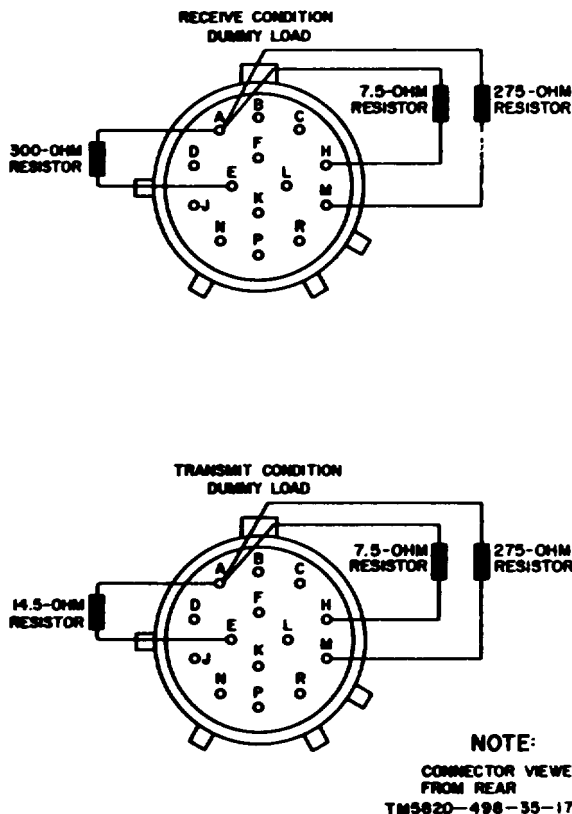 RECEIVE CONDITION
DUMMY LOAD
7.5-OHM
RESISTOR
275-OHM
RESISTOR
300-OHM
RESISTOR
A
B
C
D
F
H
E
L
J
K
M
N
P
R
TRANSMIT CONDITION
DUMMY LOAD
7.5-OHM
RESISTOR
275-OHM
RESISTOR
14.5-OHM
RESISTOR
A
B
C
D
F
H
E
L
J
K
M
N
P
R
NOTE:
CONNECTOR VIEWE
FROM REAR
TM5820-498-35-17